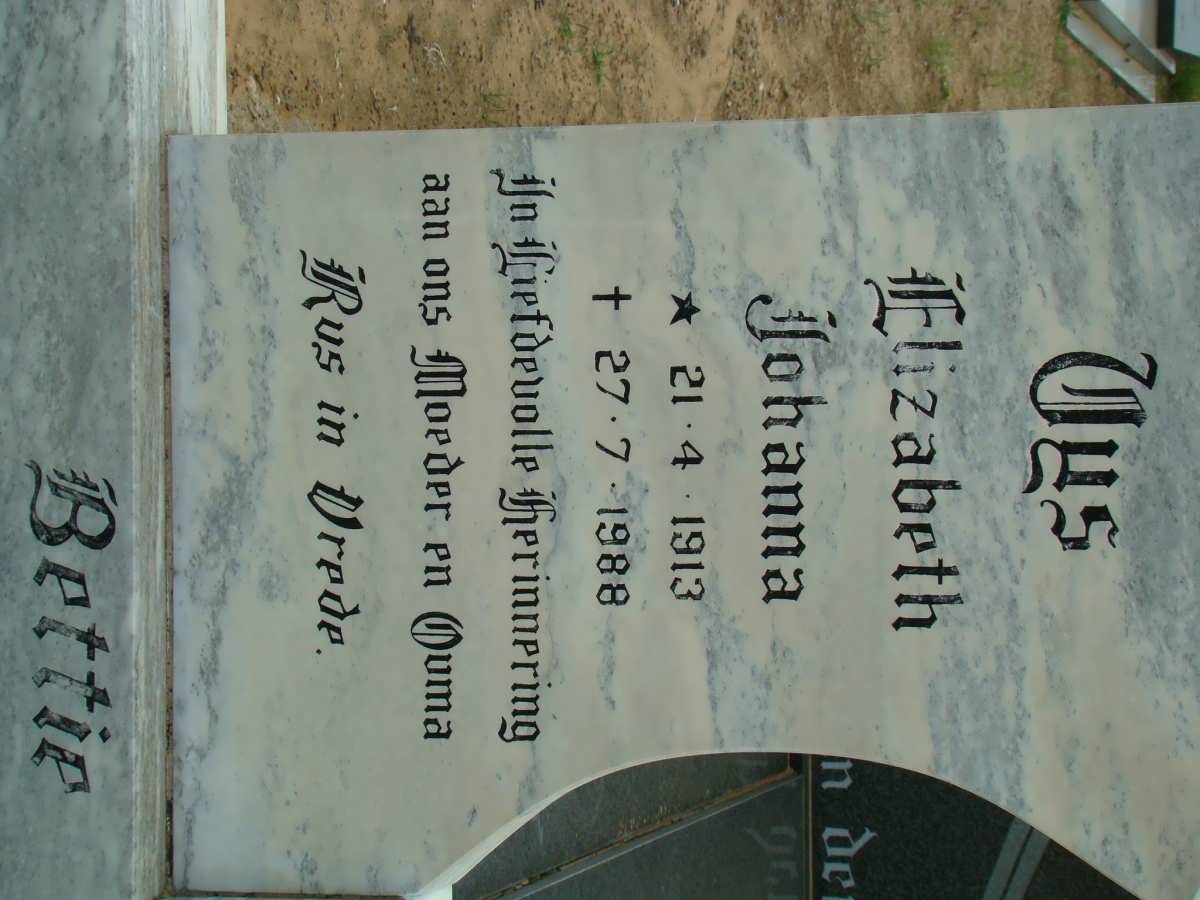 Uys
Elizabeth
Johanna
★ 21·4·1913
† 27·7·1988
In Liefdevolle Herinnering
aan ons Moeder en Ouma
Rus in Vrede.
Bettie